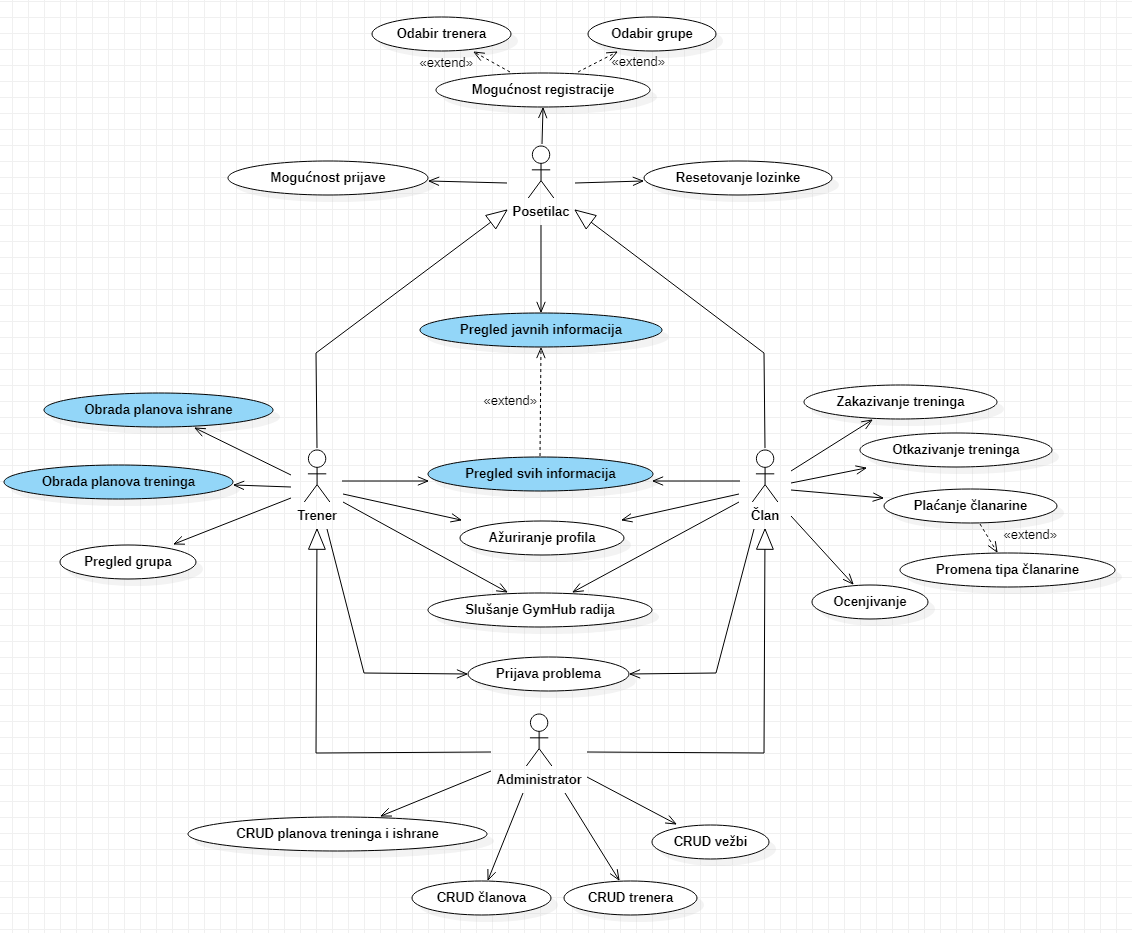 Odabir trenera
Odabir grupe
«extend»
«extend»
Mogućnost registracije
Mogućnost prijave
Resetovanje lozinke
Posetilac
Pregled javnih informacija
«extend»
Obrada planova ishrane
Zakazivanje treninga
Otkazivanje treninga
Obrada planova treninga
Pregled svih informacija
Plaćanje članarine
Trener
Član
«extend»
Ažuriranje profila
Pregled grupa
Promena tipa članarine
Slušanje GymHub radija
Ocenjivanje
Prijava problema
Administrator
CRUD planova treninga i ishrane
CRUD vežbi
CRUD članova
CRUD trenera